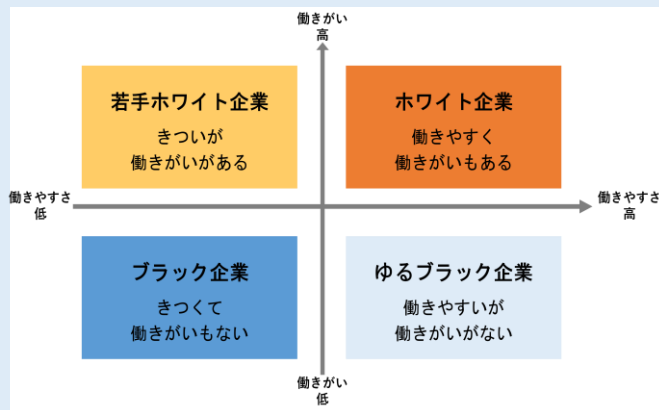 働きがい
高
若手ホワイト企業
きついが
働きがいがある
ホワイト企業
働きやすく
働きがいもある
働きやすさ
低
働きやすさ
高
ブラック企業
きつくて
働きがいもない
ゆるブラック企業
働きやすいが
働きがいがない
働きがい
低